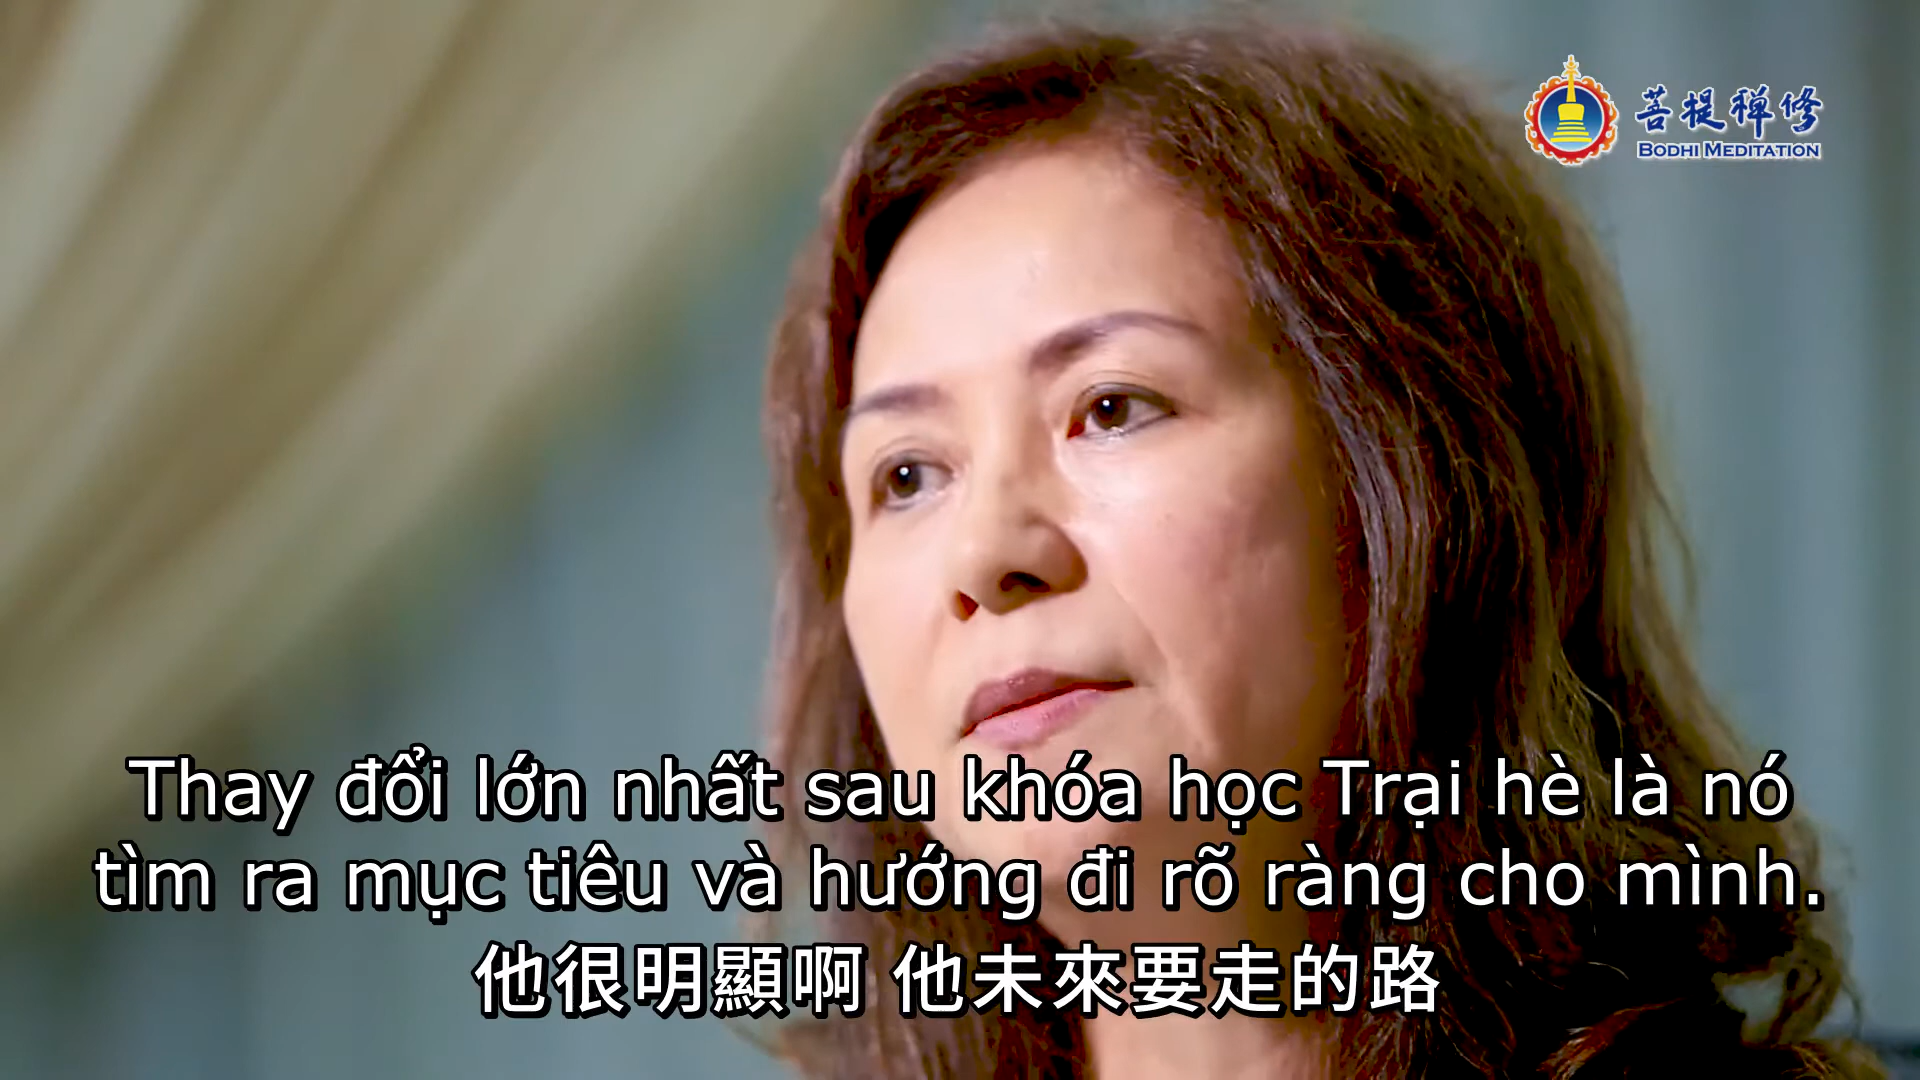 菩提禪修
BODHI MEDITATION
Thay đổi lớn nhất sau khóa học Trại hè là nó
tìm ra mục tiêu và hướng đi rõ ràng cho mình.
他很明顯啊 他未來要走的路